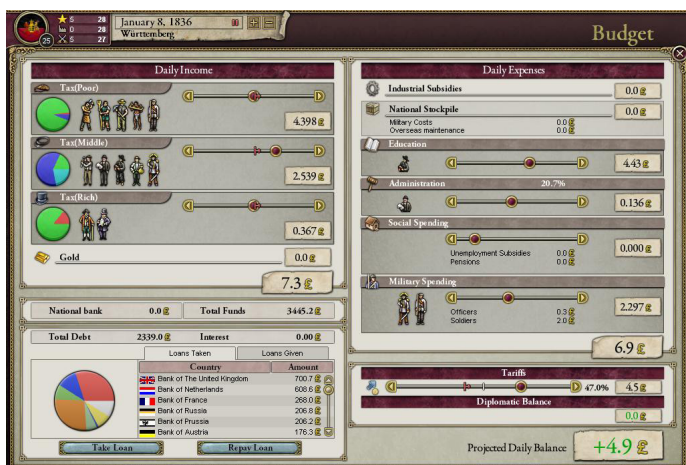 5 28
0 28
5 27
25
January 8, 1836
Württemberg
Budget
Daily Income
Tax(Poor)
4.398 £
Tax(Middle)
2.539 £
Tax(Rich)
0.367 £
Gold 0.0 £
7.3 £
National bank 0.0 £ Total Funds 3445.2 £
Total Debt 2339.0 £ Interest 0.00 £
Loans Taken Loans Given
Country Amount
Bank of The United Kingdom 700.7 £
Bank of Netherlands 608.6 £
Bank of France 268.0 £
Bank of Russia 206.8 £
Bank of Prussia 206.2 £
Bank of Austria 176.3 £
Take Loan Repay Loan
Daily Expenses
Industrial Subsidies 0.0 £
National Stockpile 0.0 £
Military Costs 0.0 £
Overseas maintenance 0.0 £
Education
4.43 £
Administration 20.7%
0.136 £
Social Spending
0.000 £
Unemployment Subsidies 0.0 £
Pensions 0.0 £
Military Spending
2.297 £
Officers 0.3 £
Soldiers 2.0 £
6.9 £
Tariffs
47.0% 4.5 £
Diplomatic Balance
0.0 £
Projected Daily Balance +4.9 £